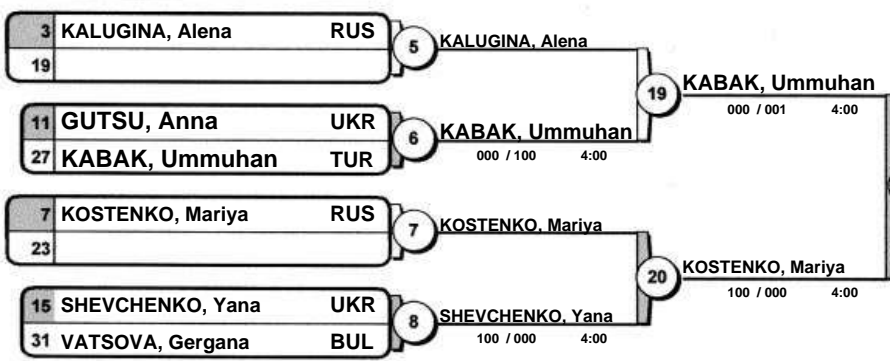 3 KALUGINA, Alena RUS
19
5
KALUGINA, Alena
11 GUTSU, Anna UKR
27 KABAK, Ummuhan TUR
6
KABAK, Ummuhan
000 / 100 4:00
19
KABAK, Ummuhan
000 / 001 4:00
7 KOSTENKO, Mariya RUS
23
7
KOSTENKO, Mariya
15 SHEVCHENKO, Yana UKR
31 VATSOVA, Gergana BUL
8
SHEVCHENKO, Yana
100 / 000 4:00
20
KOSTENKO, Mariya
100 / 000 4:00